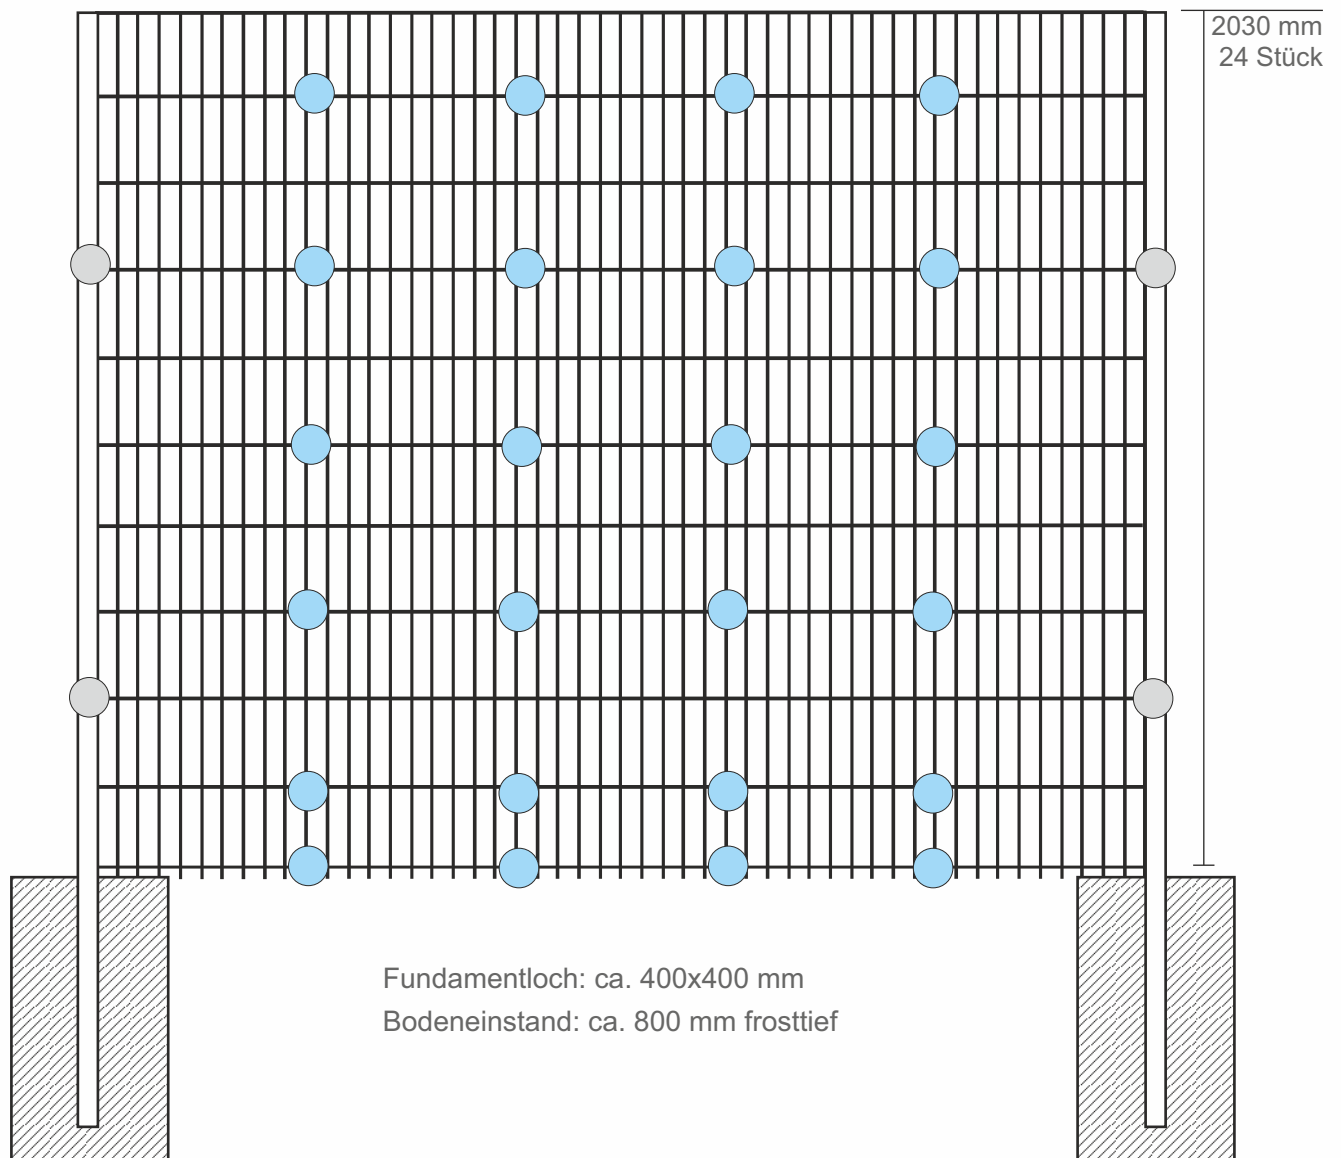 2030 mm
24 Stück
Fundamentloch: ca. 400x400 mm
Bodeneinstand: ca. 800 mm frosttief